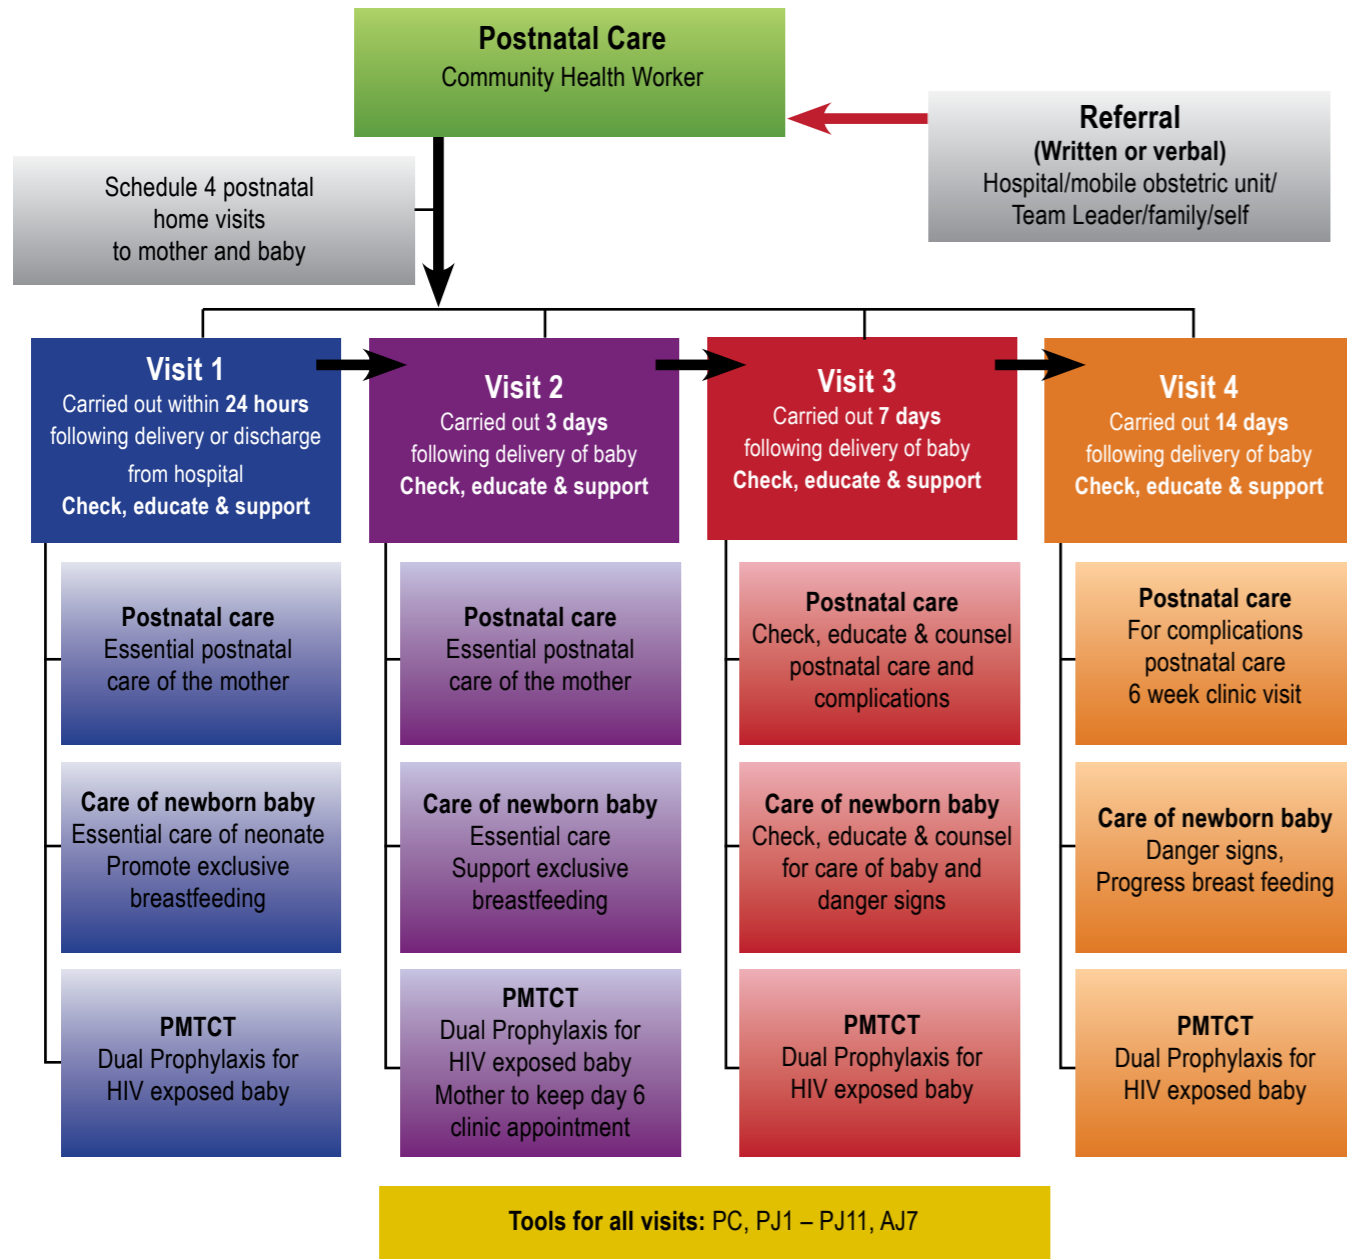 Postnatal Care
Community Health Worker
Referral
(Written or verbal)
Hospital/mobile obstetric unit/
Team Leader/family/self
Schedule 4 postnatal
home visits
to mother and baby
Visit 1
Carried out within 24 hours
following delivery or discharge
from hospital
Check, educate & support
Visit 2
Carried out 3 days
following delivery of baby
Check, educate & support
Visit 3
Carried out 7 days
following delivery of baby
Check, educate & support
Visit 4
Carried out 14 days
following delivery of baby
Check, educate & support
Postnatal care
Essential postnatal
care of the mother
Postnatal care
Essential postnatal
care of the mother
Postnatal care
Check, educate & counsel
postnatal care and
complications
Postnatal care
For complications
postnatal care
6 week clinic visit
Care of newborn baby
Essential care of neonate
Promote exclusive
breastfeeding
Care of newborn baby
Essential care
Support exclusive
breastfeeding
Care of newborn baby
Check, educate & counsel
for care of baby and
danger signs
Care of newborn baby
Danger signs,
Progress breast feeding
PMTCT
Dual Prophylaxis for
HIV exposed baby
PMTCT
Dual Prophylaxis for
HIV exposed baby
Mother to keep day 6
clinic appointment
PMTCT
Dual Prophylaxis for
HIV exposed baby
PMTCT
Dual Prophylaxis for
HIV exposed baby
Tools for all visits: PC, PJ1 – PJ11, AJ7